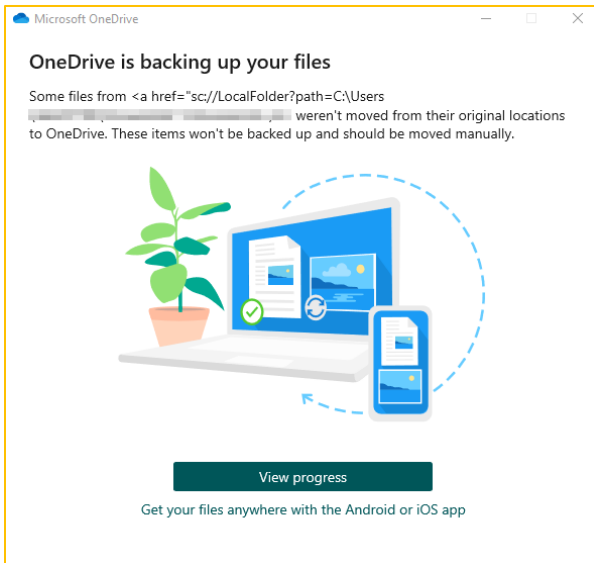 Microsoft OneDrive
OneDrive is backing up your files
Some files from <a href="sc://LocalFolder?path=C:\Users
weren't moved from their original locations
to OneDrive. These items won't be backed up and should be moved manually.
View progress
Get your files anywhere with the Android or iOS app